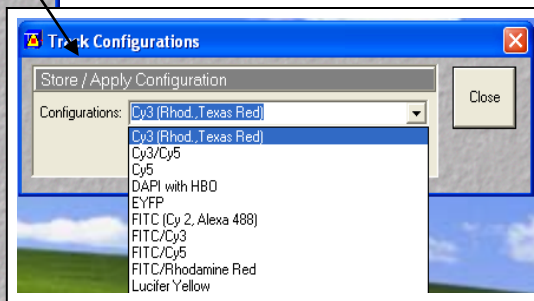 Track Configurations
Store / Apply Configuration
Close
Configurations: Cy3 (Rhod.,Texas Red)
Cy3 (Rhod.,Texas Red)
Cy3/Cy5
Cy5
DAPI with HBO
EYFP
FITC (Cy 2, Alexa 488)
FITC/Cy3
FITC/Cy5
FITC/Rhodamine Red
Lucifer Yellow